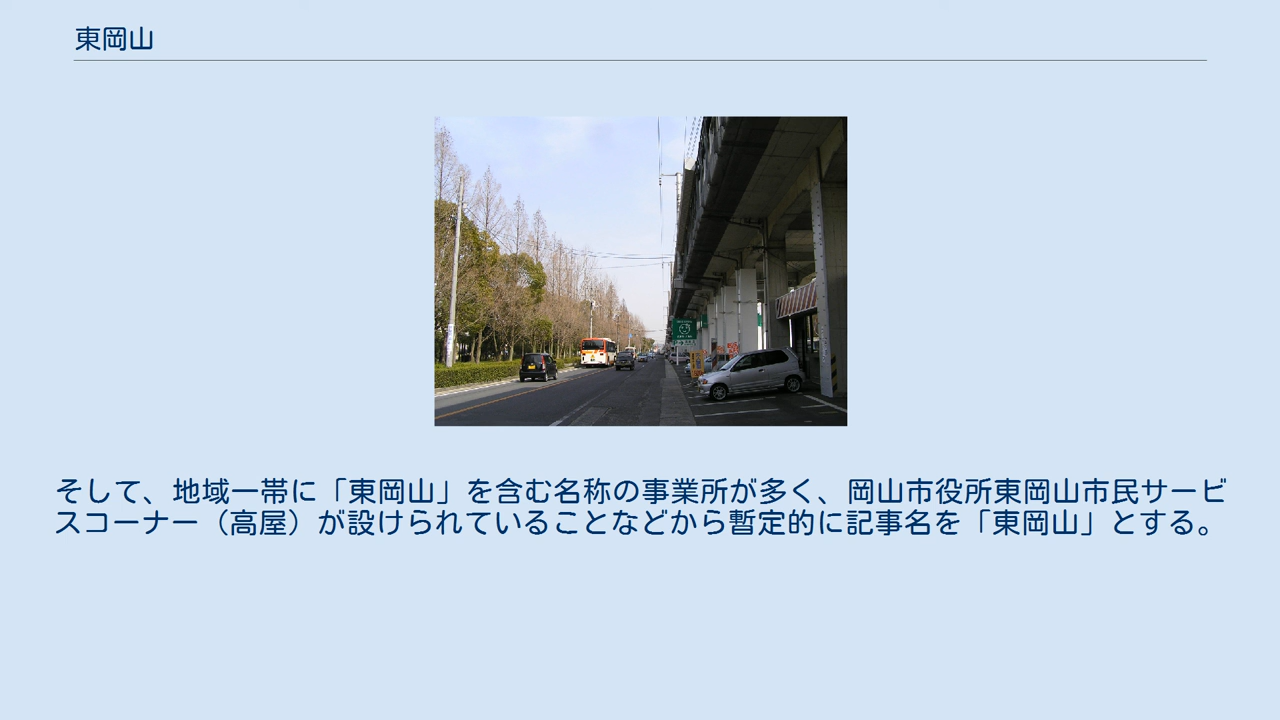 東岡山
そして、地域一帯に「東岡山」を含む名称の事業所が多く、岡山市役所東岡山市民サービ
スコーナー（高屋）が設けられていることなどから暫定的に記事名を「東岡山」とする。